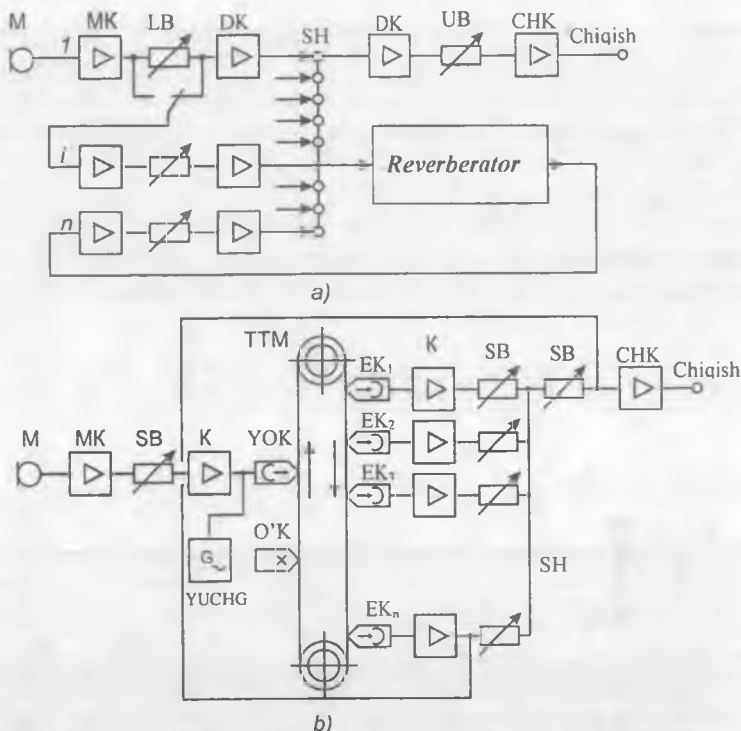 M MK LB DK SH DK UB CHK Chiqish
1
i
Reverberator
n
a)
TTM EK₁ K SB SB CHK Chiqish
M MK SB K YOK EK₂
EK₃
O'K
G~
YUCHG
SH
EKₙ
b)